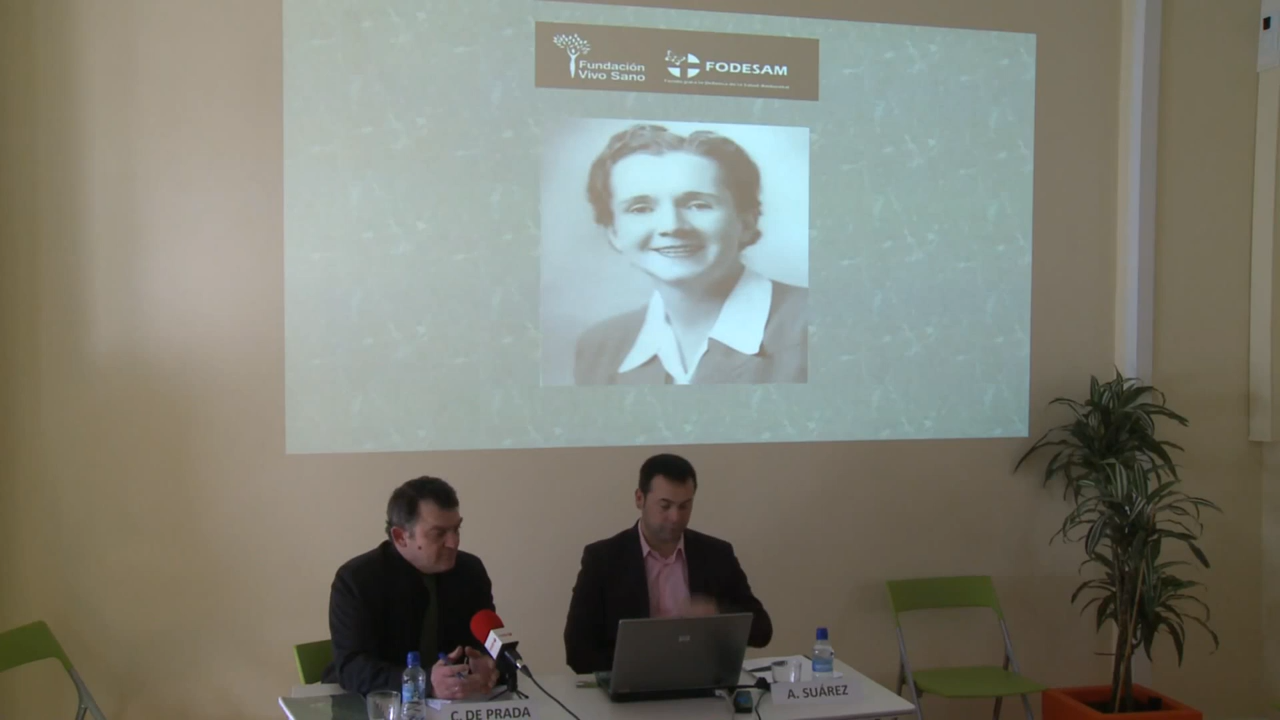 Fundación
Vivo Sano
FODESAM
C. DE PRADA
A. SUÁREZ